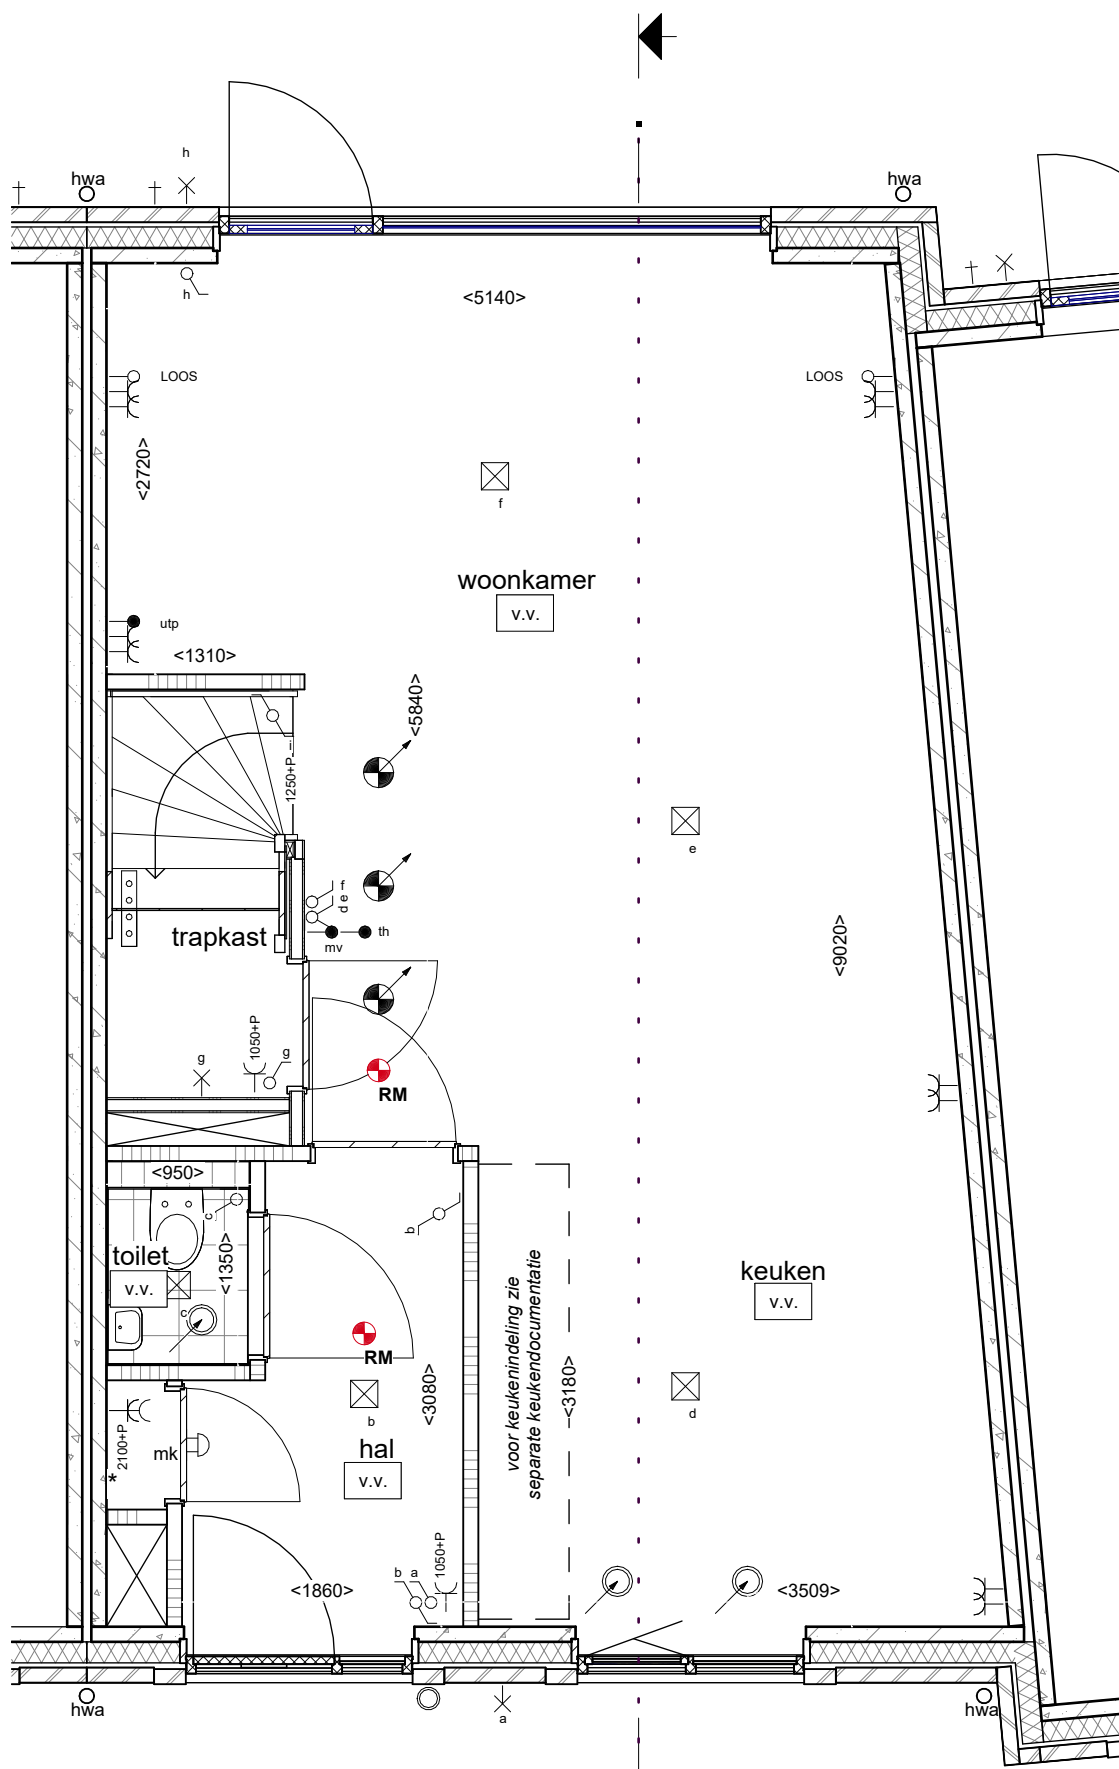 h
hwa
hwa
h
<5140>
LOOS
LOOS
<2720>
f
woonkamer
v.v.
utp
<1310>
<5840>
i
1250+P
e
f
d e
mv
th
trapkast
<9020>
1050+P
g
g
RM
<950>
c
b
<1350>
toilet
v.v.
c
keuken
v.v.
voor keukenindeling zie
separate keukendocumentatie
RM
<3080>
<3180>
b
d
2100+P
*
mk
hal
v.v.
1050+P
b a
<1860>
<3509>
hwa
a
hwa